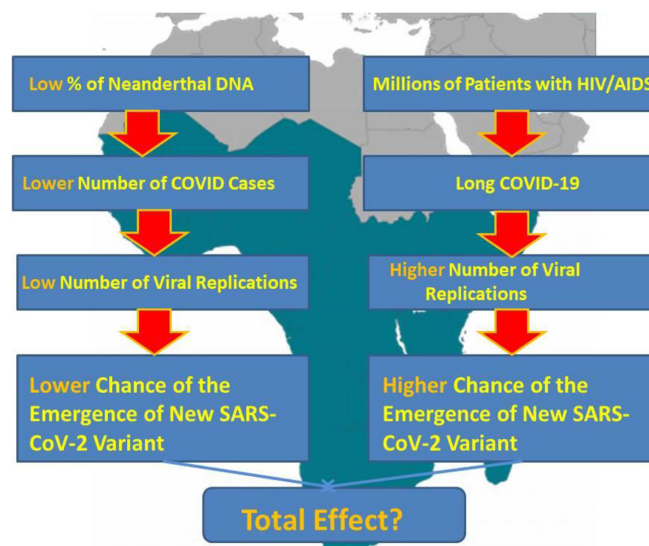 Low % of Neanderthal DNA
Lower Number of COVID Cases
Low Number of Viral Replications
Lower Chance of the
Emergence of New SARS-
CoV-2 Variant
Millions of Patients with HIV/AIDS
Long COVID-19
Higher Number of Viral
Replications
Higher Chance of the
Emergence of New SARS-
CoV-2 Variant
Total Effect?